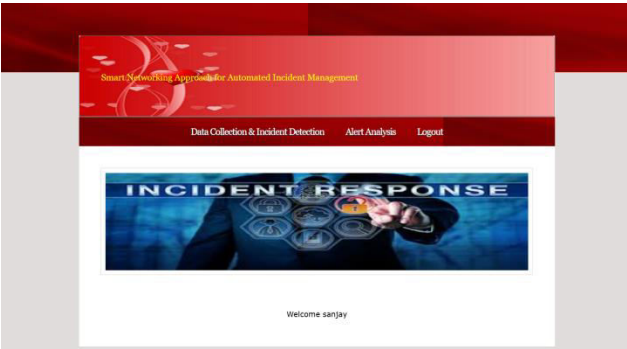 Smart Networking Approach for Automated Incident Management
Data Collection & Incident Detection Alert Analysis Logout
INCIDENT RESPONSE
Welcome sanjay